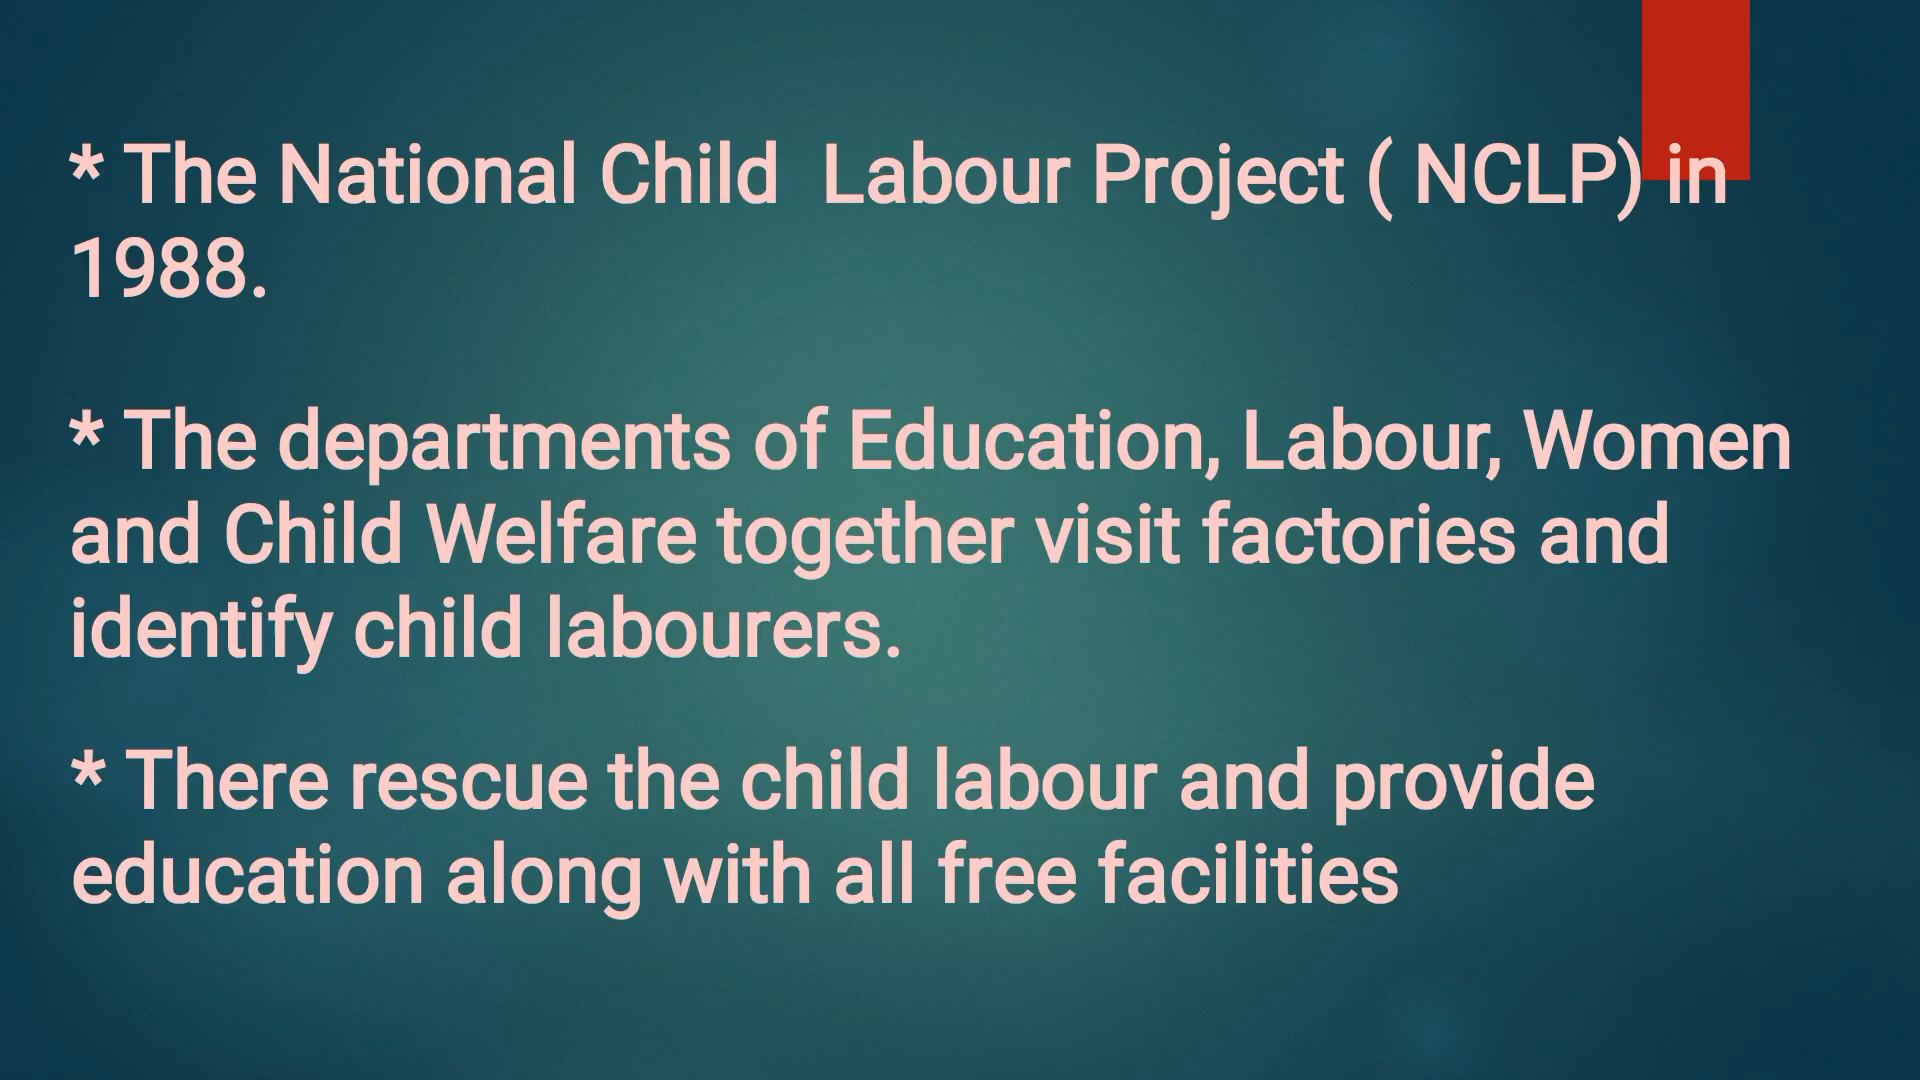 * The National Child  Labour Project ( NCLP) in
1988.
* The departments of Education, Labour, Women
and Child Welfare together visit factories and
identify child labourers.
* There rescue the child labour and provide
education along with all free facilities